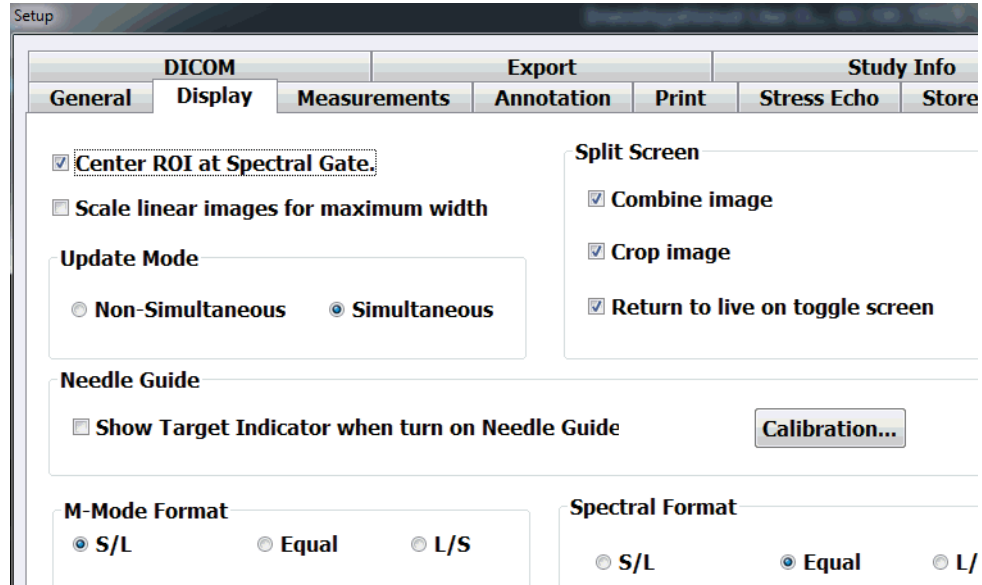 Setup
DICOM Export Study Info
General Display Measurements Annotation Print Stress Echo Store
Center ROI at Spectral Gate.
Scale linear images for maximum width
Update Mode
Non-Simultaneous Simultaneous
Split Screen
Combine image
Crop image
Return to live on toggle screen
Needle Guide
Show Target Indicator when turn on Needle Guide
Calibration...
M-Mode Format
S/L Equal L/S
Spectral Format
S/L Equal L/